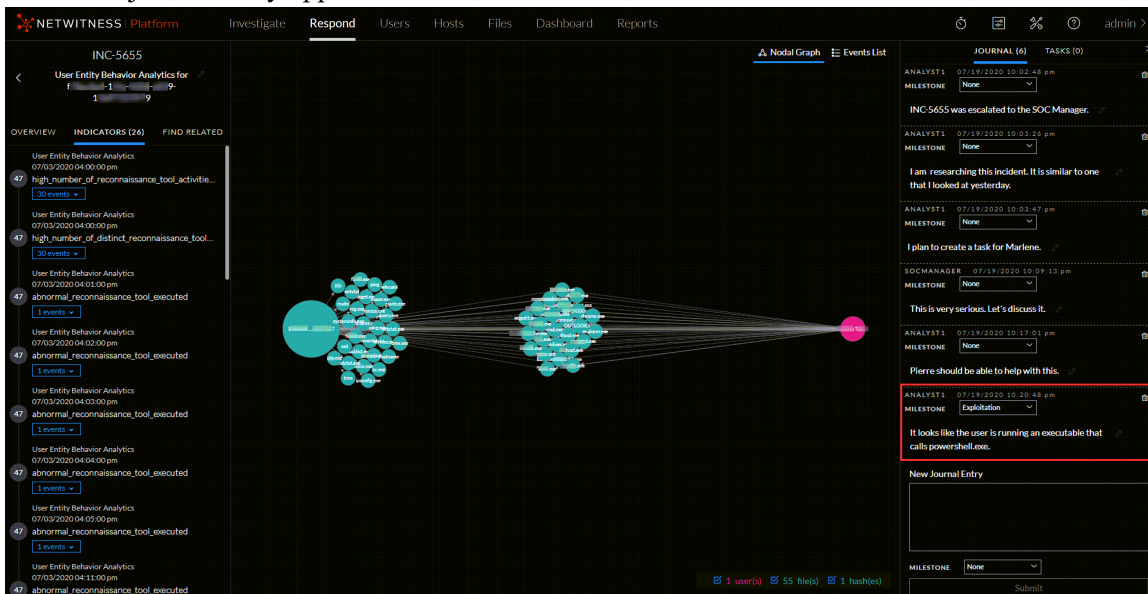 NETWITNESS Platform
Investigate Respond Users Hosts Files Dashboard Reports
admin >
INC-5655
User Entity Behavior Analytics for
OVERVIEW INDICATORS (26) FIND RELATED
User Entity Behavior Analytics
07/03/2020 04:00:00 pm
47 high_number_of_reconnaissance_tool_activitie...
30 events
User Entity Behavior Analytics
07/03/2020 04:00:00 pm
47 high_number_of_distinct_reconnaissance_tool...
30 events
User Entity Behavior Analytics
07/03/2020 04:01:00 pm
47 abnormal_reconnaissance_tool_executed
1 events
User Entity Behavior Analytics
07/03/2020 04:02:00 pm
47 abnormal_reconnaissance_tool_executed
1 events
User Entity Behavior Analytics
07/03/2020 04:03:00 pm
47 abnormal_reconnaissance_tool_executed
1 events
User Entity Behavior Analytics
07/03/2020 04:04:00 pm
47 abnormal_reconnaissance_tool_executed
1 events
User Entity Behavior Analytics
07/03/2020 04:05:00 pm
47 abnormal_reconnaissance_tool_executed
1 events
User Entity Behavior Analytics
07/03/2020 04:11:00 pm
47 abnormal_reconnaissance_tool_executed
Nodal Graph Events List
ping
route
net
ipconfig.exe
OUTLOOK
1 user(s) 55 file(s) 1 hash(es)
JOURNAL (6) TASKS (0)
ANALYST1 07/19/2020 10:02:48 pm
MILESTONE None
INC-5655 was escalated to the SOC Manager.
ANALYST1 07/19/2020 10:03:26 pm
MILESTONE None
I am researching this incident. It is similar to one
that I looked at yesterday.
ANALYST1 07/19/2020 10:03:47 pm
MILESTONE None
I plan to create a task for Marlene.
SOCMANAGER 07/19/2020 10:09:13 pm
MILESTONE None
This is very serious. Let's discuss it.
ANALYST1 07/19/2020 10:17:01 pm
MILESTONE None
Pierre should be able to help with this.
ANALYST1 07/19/2020 10:20:48 pm
MILESTONE Exploitation
It looks like the user is running an executable that
calls powershell.exe.
New Journal Entry
MILESTONE None
Submit